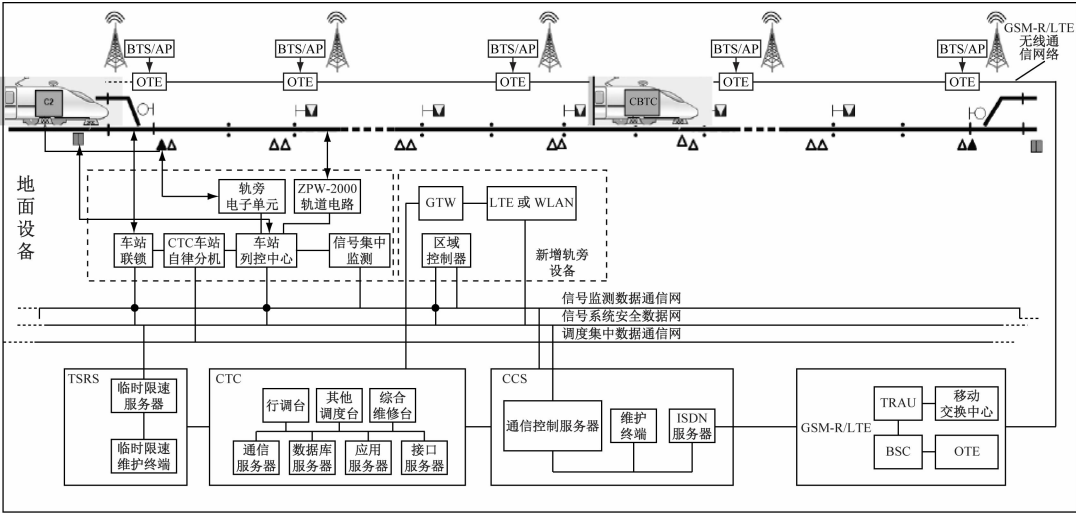 BTS/AP
BTS/AP
BTS/AP
BTS/AP
BTS/AP
GSM-R/LTE
无线通
信网络
OTE
OTE
OTE
OTE
OTE
C2
CBTC
地面设备
轨旁
电子单元
ZPW-2000
轨道电路
GTW
LTE 或 WLAN
车站
联锁
CTC车站
自律分机
车站
列控中心
信号集中
监测
区域
控制器
新增轨旁
设备
信号监测数据通信网
信号系统安全数据网
调度集中数据通信网
TSRS
临时限速
服务器
临时限速
维护终端
CTC
行调台
其他
调度台
综合
维修台
通信
服务器
数据库
服务器
应用
服务器
接口
服务器
CCS
通信控制服务器
维护
终端
ISDN
服务器
GSM-R/LTE
TRAU
移动
交换中心
BSC
OTE